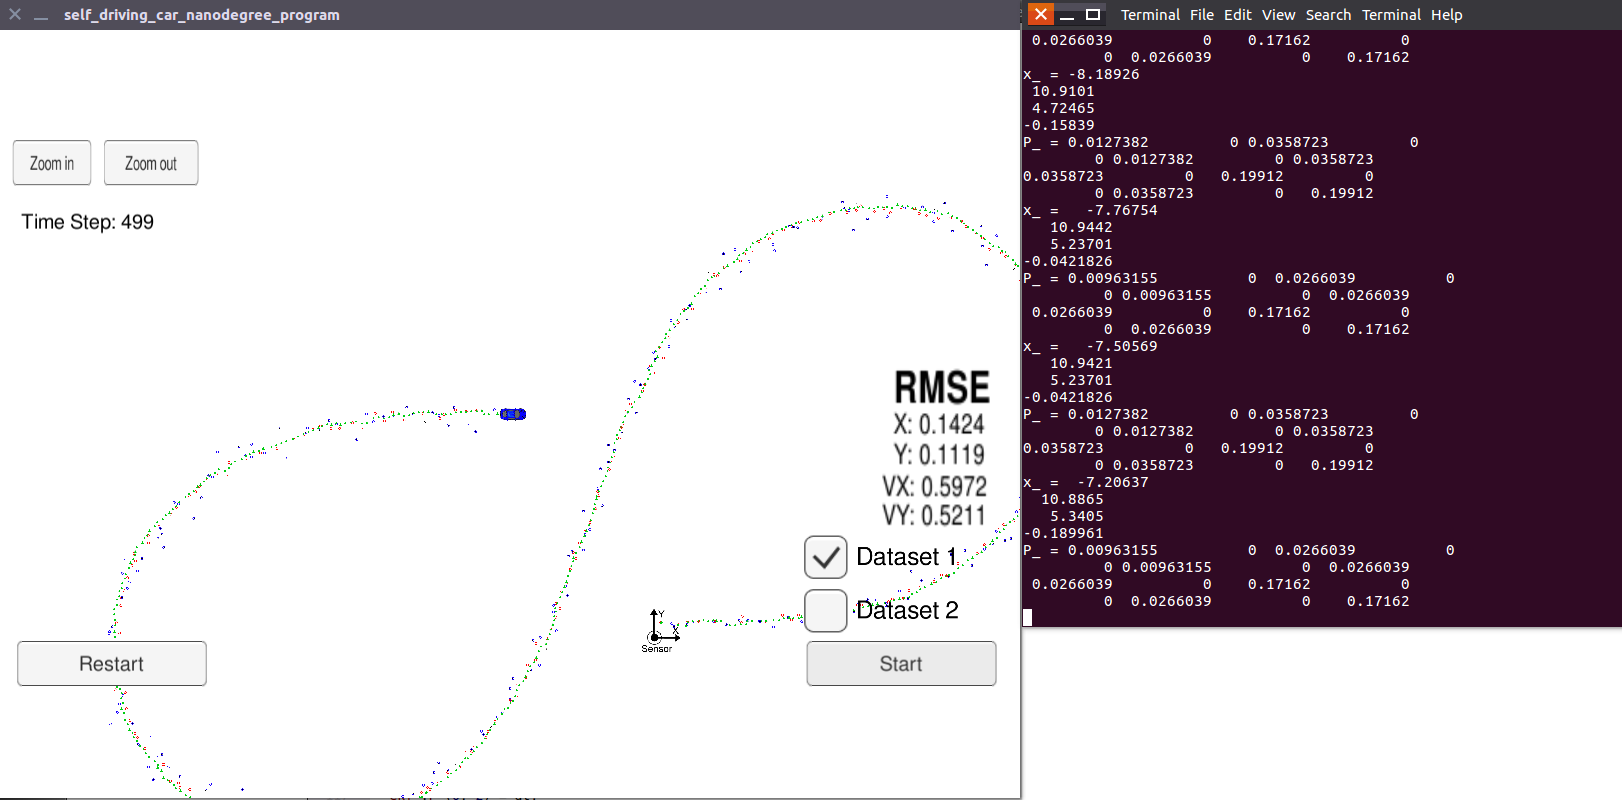 self_driving_car_nanodegree_program
Zoom in
Zoom out
Time Step: 499
RMSE
X: 0.1424
Y: 0.1119
VX: 0.5972
VY: 0.5211
Dataset 1
Dataset 2
Y
X
Sensor
Restart
Start
Terminal File Edit View Search Terminal Help
0.0266039 0 0.17162 0
0 0.0266039 0 0.17162
x_ = -8.18926
10.9101
4.72465
-0.15839
P_ = 0.0127382 0 0.0358723 0
0 0.0127382 0 0.0358723
0.0358723 0 0.19912 0
0 0.0358723 0 0.19912
x_ = -7.76754
10.9442
5.23701
-0.0421826
P_ = 0.00963155 0 0.0266039 0
0 0.00963155 0 0.0266039
0.0266039 0 0.17162 0
0 0.0266039 0 0.17162
x_ = -7.50569
10.9421
5.23701
-0.0421826
P_ = 0.0127382 0 0.0358723 0
0 0.0127382 0 0.0358723
0.0358723 0 0.19912 0
0 0.0358723 0 0.19912
x_ = -7.20637
10.8865
5.3405
-0.189961
P_ = 0.00963155 0 0.0266039 0
0 0.00963155 0 0.0266039
0.0266039 0 0.17162 0
0 0.0266039 0 0.17162